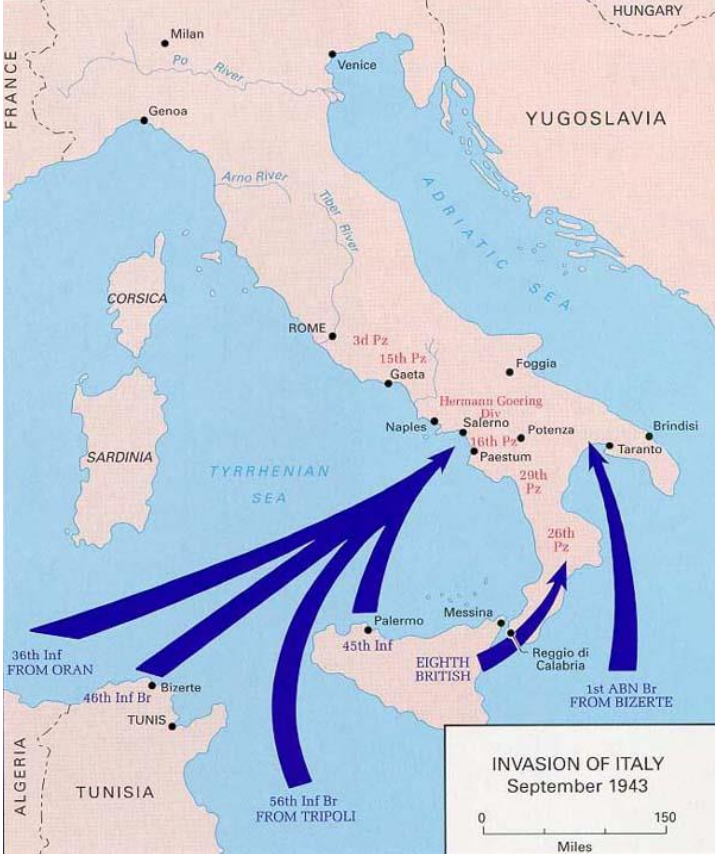 HUNGARY
FRANCE
Milan
Po River
Venice
Genoa
YUGOSLAVIA
Arno River
Tiber River
ADRIATIC SEA
CORSICA
ROME
3d Pz
15th Pz
Gaeta
Foggia
Hermann Goering
Div
Naples
Salerno
16th Pz
Potenza
Brindisi
Taranto
Paestum
SARDINIA
TYRRHENIAN
SEA
29th
Pz
26th
Pz
Messina
Palermo
45th Inf
Reggio di
Calabria
EIGHTH
BRITISH
36th Inf
FROM ORAN
46th Inf Br
Bizerte
TUNIS
1st ABN Br
FROM BIZERTE
ALGERIA
TUNISIA
56th Inf Br
FROM TRIPOLI
INVASION OF ITALY
September 1943
0 150
Miles